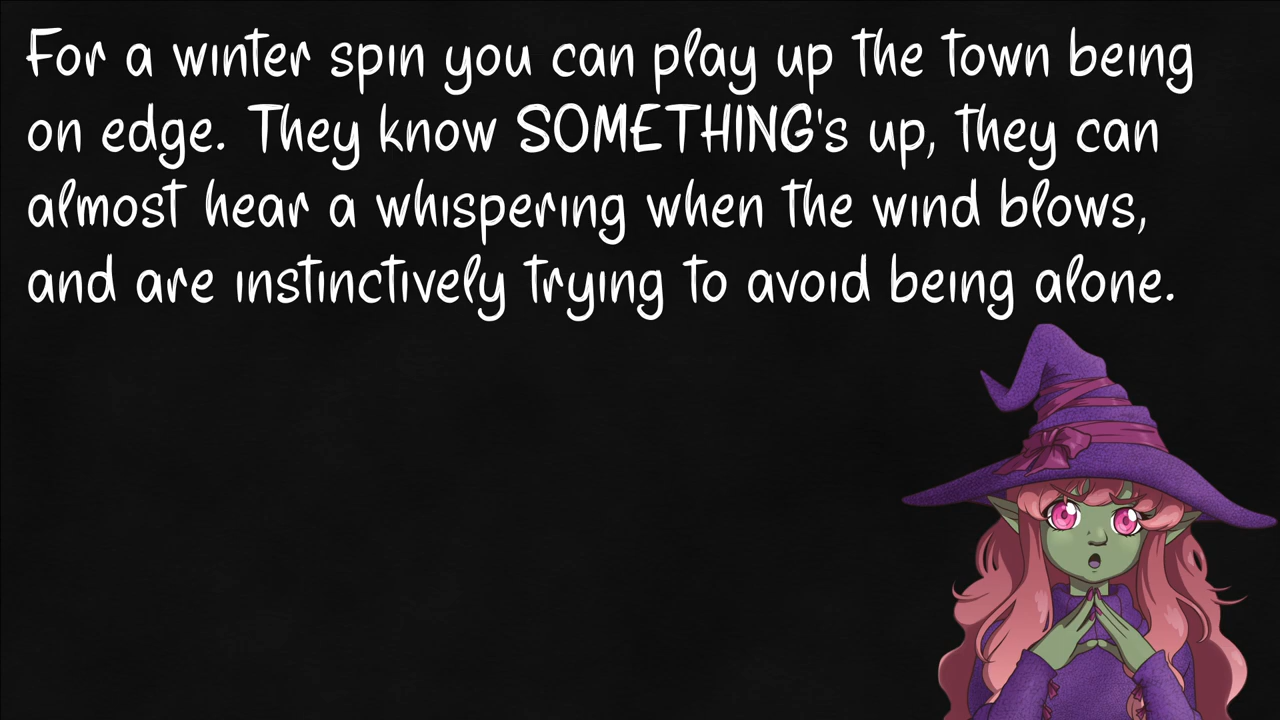 For a winter spin you can play up the town being
on edge. They know SOMETHING's up, they can
almost hear a whispering when the wind blows,
and are instinctively trying to avoid being alone.